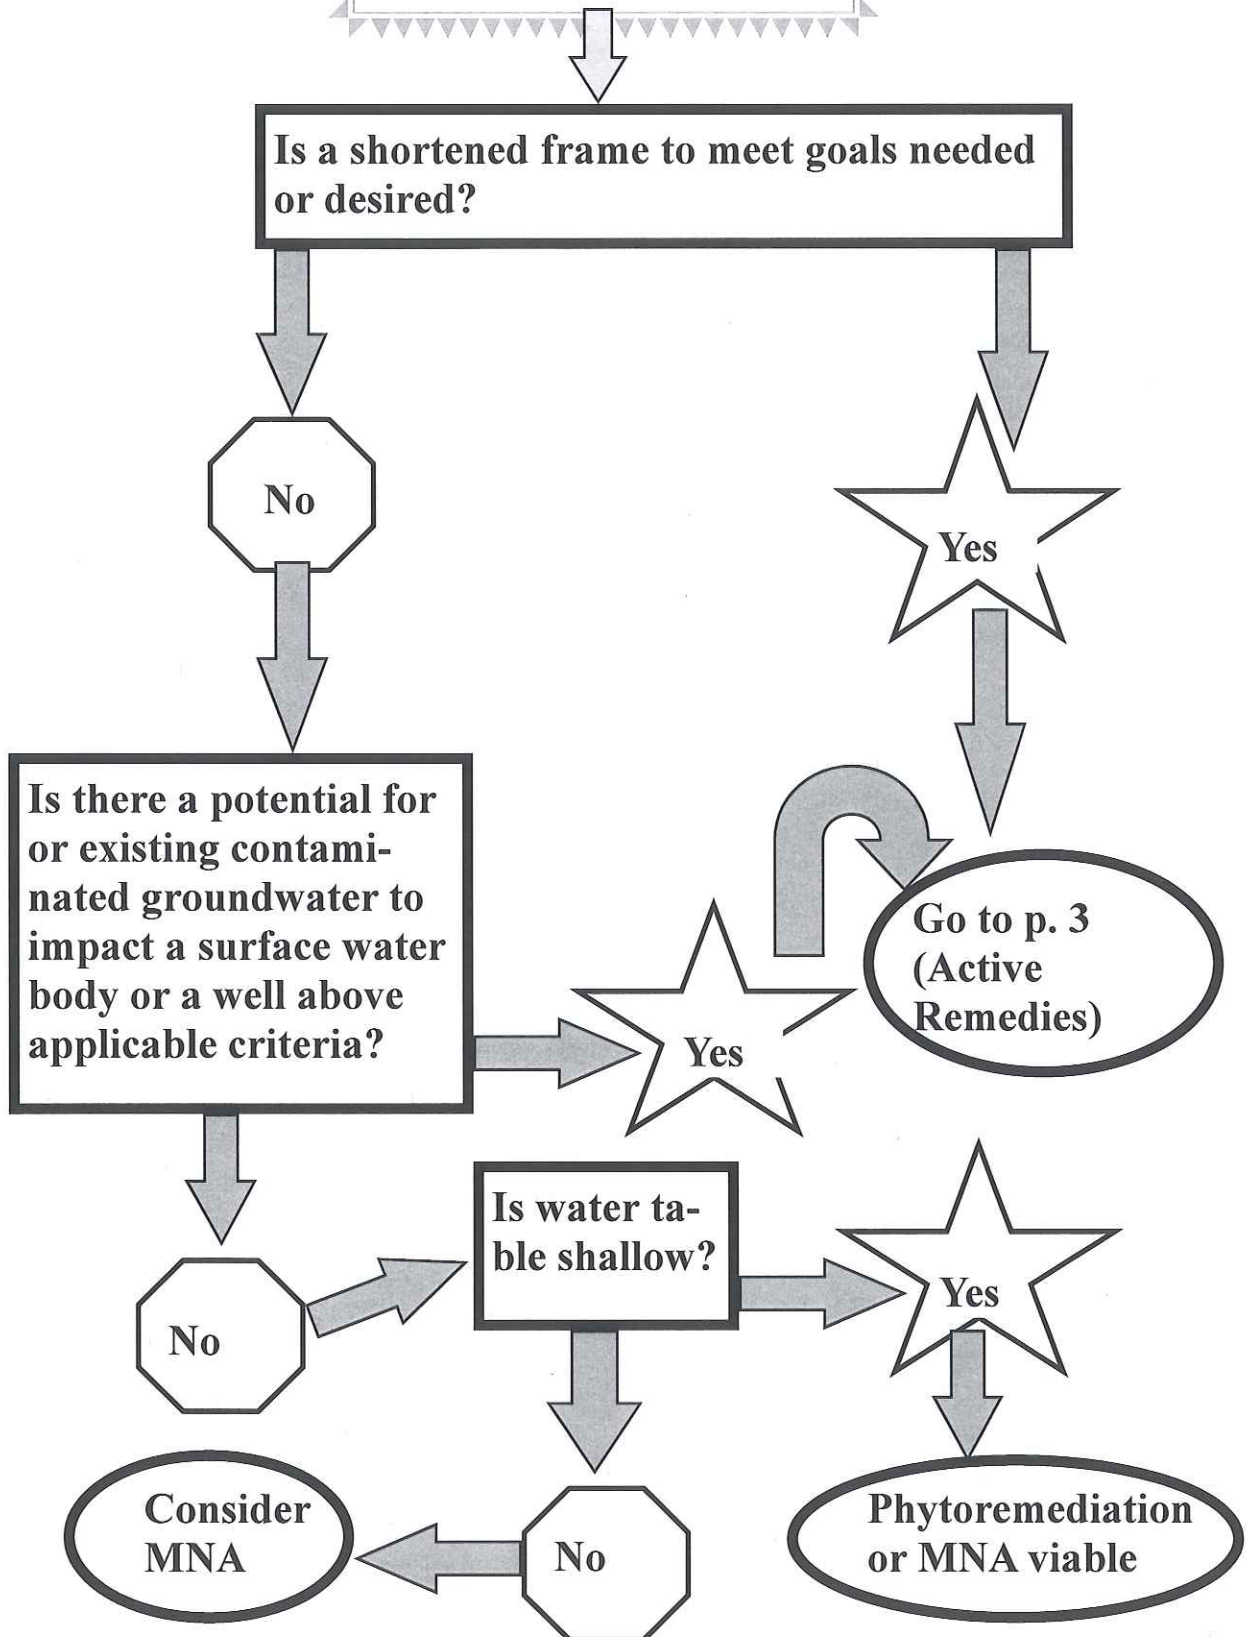 Is a shortened frame to meet goals needed
or desired?
No
Yes
Is there a potential for
or existing contami-
nated groundwater to
impact a surface water
body or a well above
applicable criteria?
Go to p. 3
(Active
Remedies)
Yes
Is water ta-
ble shallow?
Yes
No
Consider
MNA
No
Phytoremediation
or MNA viable